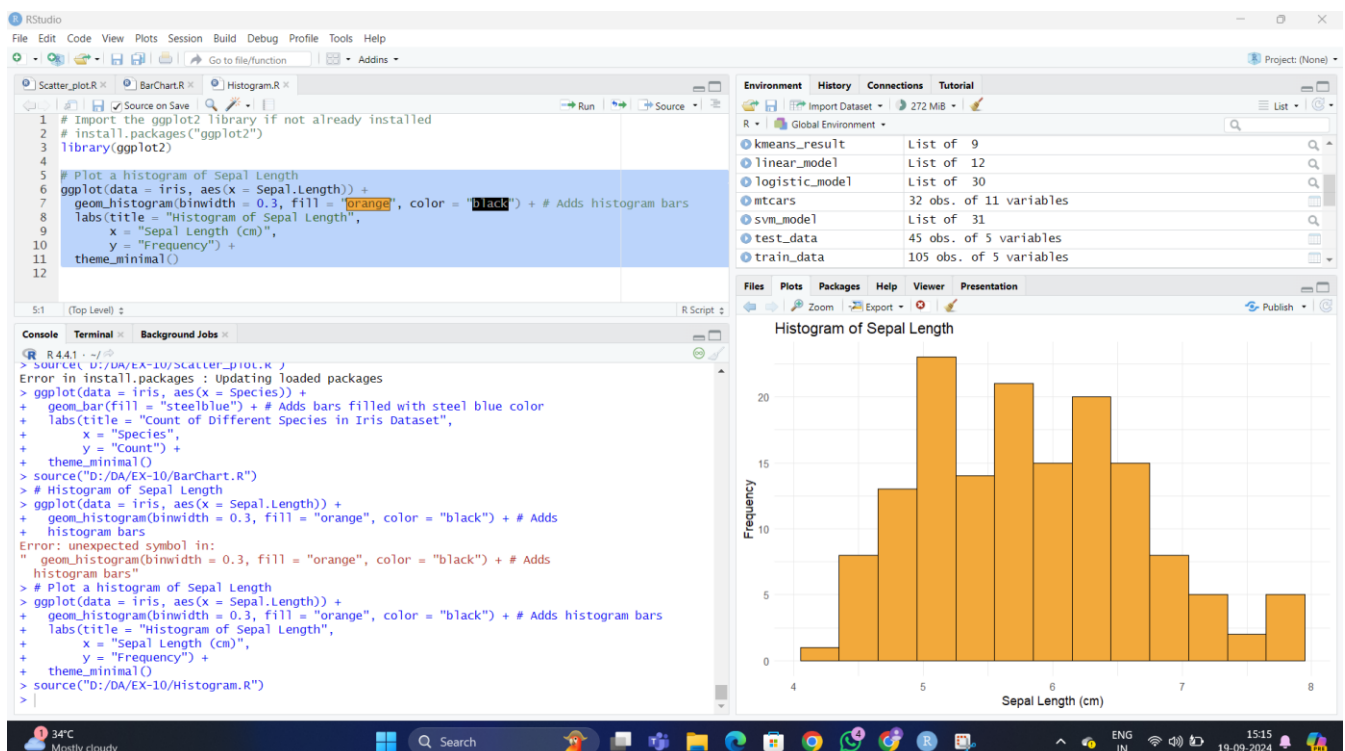 RStudio
File Edit Code View Plots Session Build Debug Profile Tools Help
Go to file/function Addins Project: (None)
Scatter_plot.R BarChart.R Histogram.R
Source on Save Run Source
1 # Import the ggplot2 library if not already installed
2 # install.packages("ggplot2")
3 library(ggplot2)
4
5 # Plot a histogram of Sepal Length
6 ggplot(data = iris, aes(x = Sepal.Length)) +
7 geom_histogram(binwidth = 0.3, fill = "orange", color = "black") + # Adds histogram bars
8 labs(title = "Histogram of Sepal Length",
9 x = "Sepal Length (cm)",
10 y = "Frequency") +
11 theme_minimal()
12
5:1 (Top Level) R Script
Console Terminal Background Jobs
R R 4.4.1 · ~/
> source("D:/DA/EX-10/Scatter_plot.R")
Error in install.packages : Updating loaded packages
> ggplot(data = iris, aes(x = Species)) +
+ geom_bar(fill = "steelblue") + # Adds bars filled with steel blue color
+ labs(title = "Count of Different Species in Iris Dataset",
+ x = "Species",
+ y = "Count") +
+ theme_minimal()
> source("D:/DA/EX-10/BarChart.R")
> # Histogram of Sepal Length
> ggplot(data = iris, aes(x = Sepal.Length)) +
+ geom_histogram(binwidth = 0.3, fill = "orange", color = "black") + # Adds
+ histogram bars
Error: unexpected symbol in:
" geom_histogram(binwidth = 0.3, fill = "orange", color = "black") + # Adds
histogram bars"
> # Plot a histogram of Sepal Length
> ggplot(data = iris, aes(x = Sepal.Length)) +
+ geom_histogram(binwidth = 0.3, fill = "orange", color = "black") + # Adds histogram bars
+ labs(title = "Histogram of Sepal Length",
+ x = "Sepal Length (cm)",
+ y = "Frequency") +
+ theme_minimal()
> source("D:/DA/EX-10/Histogram.R")
>
Environment History Connections Tutorial
Import Dataset 272 MiB List
R Global Environment
kmeans_result List of 9
linear_model List of 12
logistic_model List of 30
mtcars 32 obs. of 11 variables
svm_model List of 31
test_data 45 obs. of 5 variables
train_data 105 obs. of 5 variables
Files Plots Packages Help Viewer Presentation
Zoom Export Publish
Histogram of Sepal Length
20
15
10
5
0
Frequency
4 5 6 7 8
Sepal Length (cm)
1 34°C
Mostly cloudy
Search
ENG
IN
15:15
19-09-2024